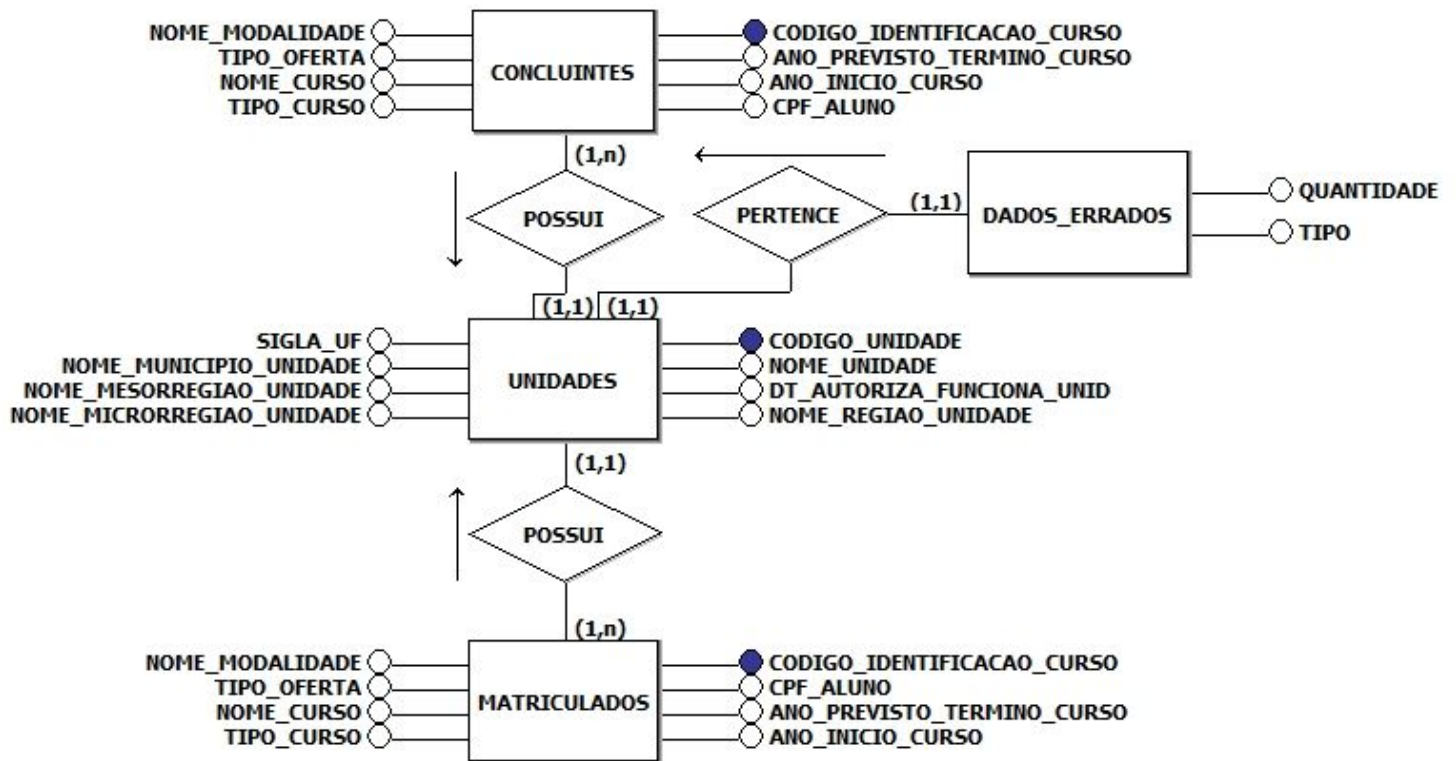 NOME_MODALIDADE
TIPO_OFERTA
NOME_CURSO
TIPO_CURSO
CONCLUINTES
CODIGO_IDENTIFICACAO_CURSO
ANO_PREVISTO_TERMINO_CURSO
ANO_INICIO_CURSO
CPF_ALUNO
(1,n)
POSSUI
PERTENCE
(1,1)
DADOS_ERRADOS
QUANTIDADE
TIPO
(1,1)
(1,1)
SIGLA_UF
NOME_MUNICIPIO_UNIDADE
NOME_MESORREGIAO_UNIDADE
NOME_MICRORREGIAO_UNIDADE
UNIDADES
CODIGO_UNIDADE
NOME_UNIDADE
DT_AUTORIZA_FUNCIONA_UNID
NOME_REGIAO_UNIDADE
(1,1)
POSSUI
(1,n)
NOME_MODALIDADE
TIPO_OFERTA
NOME_CURSO
TIPO_CURSO
MATRICULADOS
CODIGO_IDENTIFICACAO_CURSO
CPF_ALUNO
ANO_PREVISTO_TERMINO_CURSO
ANO_INICIO_CURSO